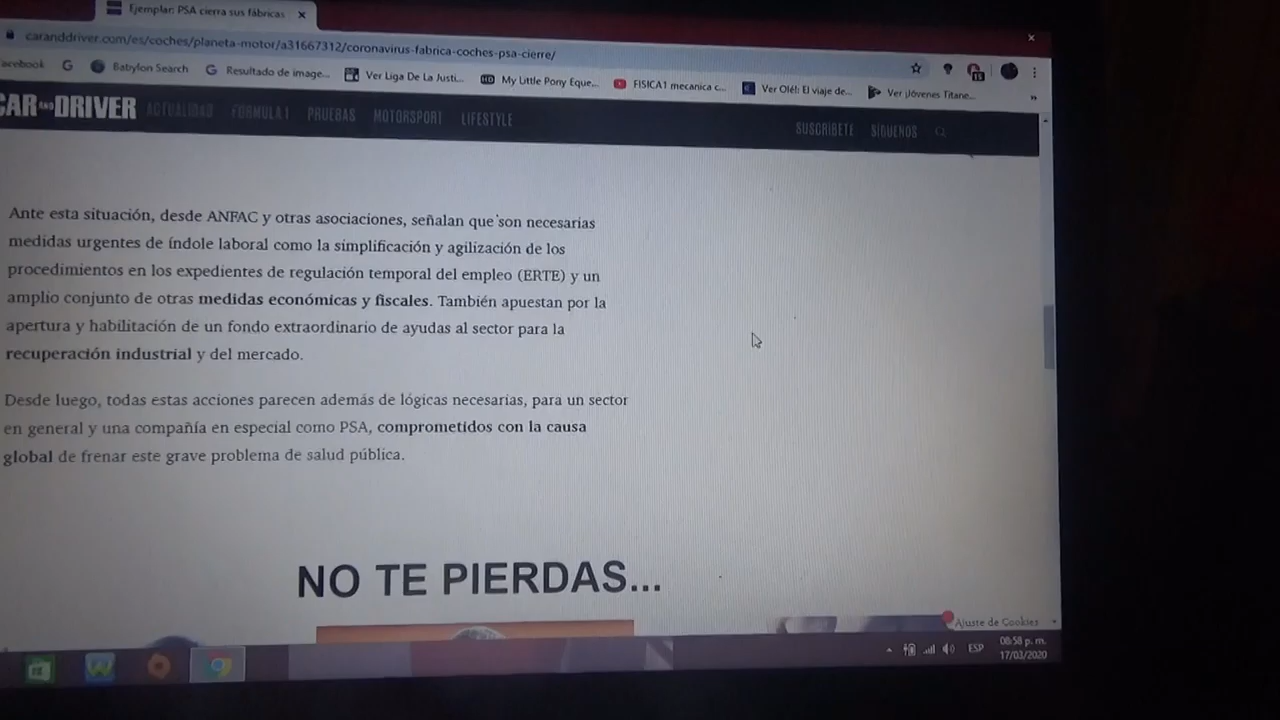 Ejemplar: PSA cierra sus fábricas
caranddriver.com/es/coches/planeta-motor/a31667312/coronavirus-fabrica-coches-psa-cierre/
acebook
Babylon Search
Resultado de image...
Ver Liga De La Justi...
My Little Pony Eque...
FISICA1 mecanica c...
Ver Olé!: El viaje de...
Ver ¡Jóvenes Titane...
»
CAR AND DRIVER
ACTUALIDAD
FORMULA 1
PRUEBAS
MOTORSPORT
LIFESTYLE
SUSCRÍBETE
SÍGUENOS
Ante esta situación, desde ANFAC y otras asociaciones, señalan que son necesarias
medidas urgentes de índole laboral como la simplificación y agilización de los
procedimientos en los expedientes de regulación temporal del empleo (ERTE) y un
amplio conjunto de otras medidas económicas y fiscales. También apuestan por la
apertura y habilitación de un fondo extraordinario de ayudas al sector para la
recuperación industrial y del mercado.
Desde luego, todas estas acciones parecen además de lógicas necesarias, para un sector
en general y una compañía en especial como PSA, comprometidos con la causa
global de frenar este grave problema de salud pública.
NO TE PIERDAS...
Ajuste de Cookies
ESP
08:58 p. m.
17/03/2020